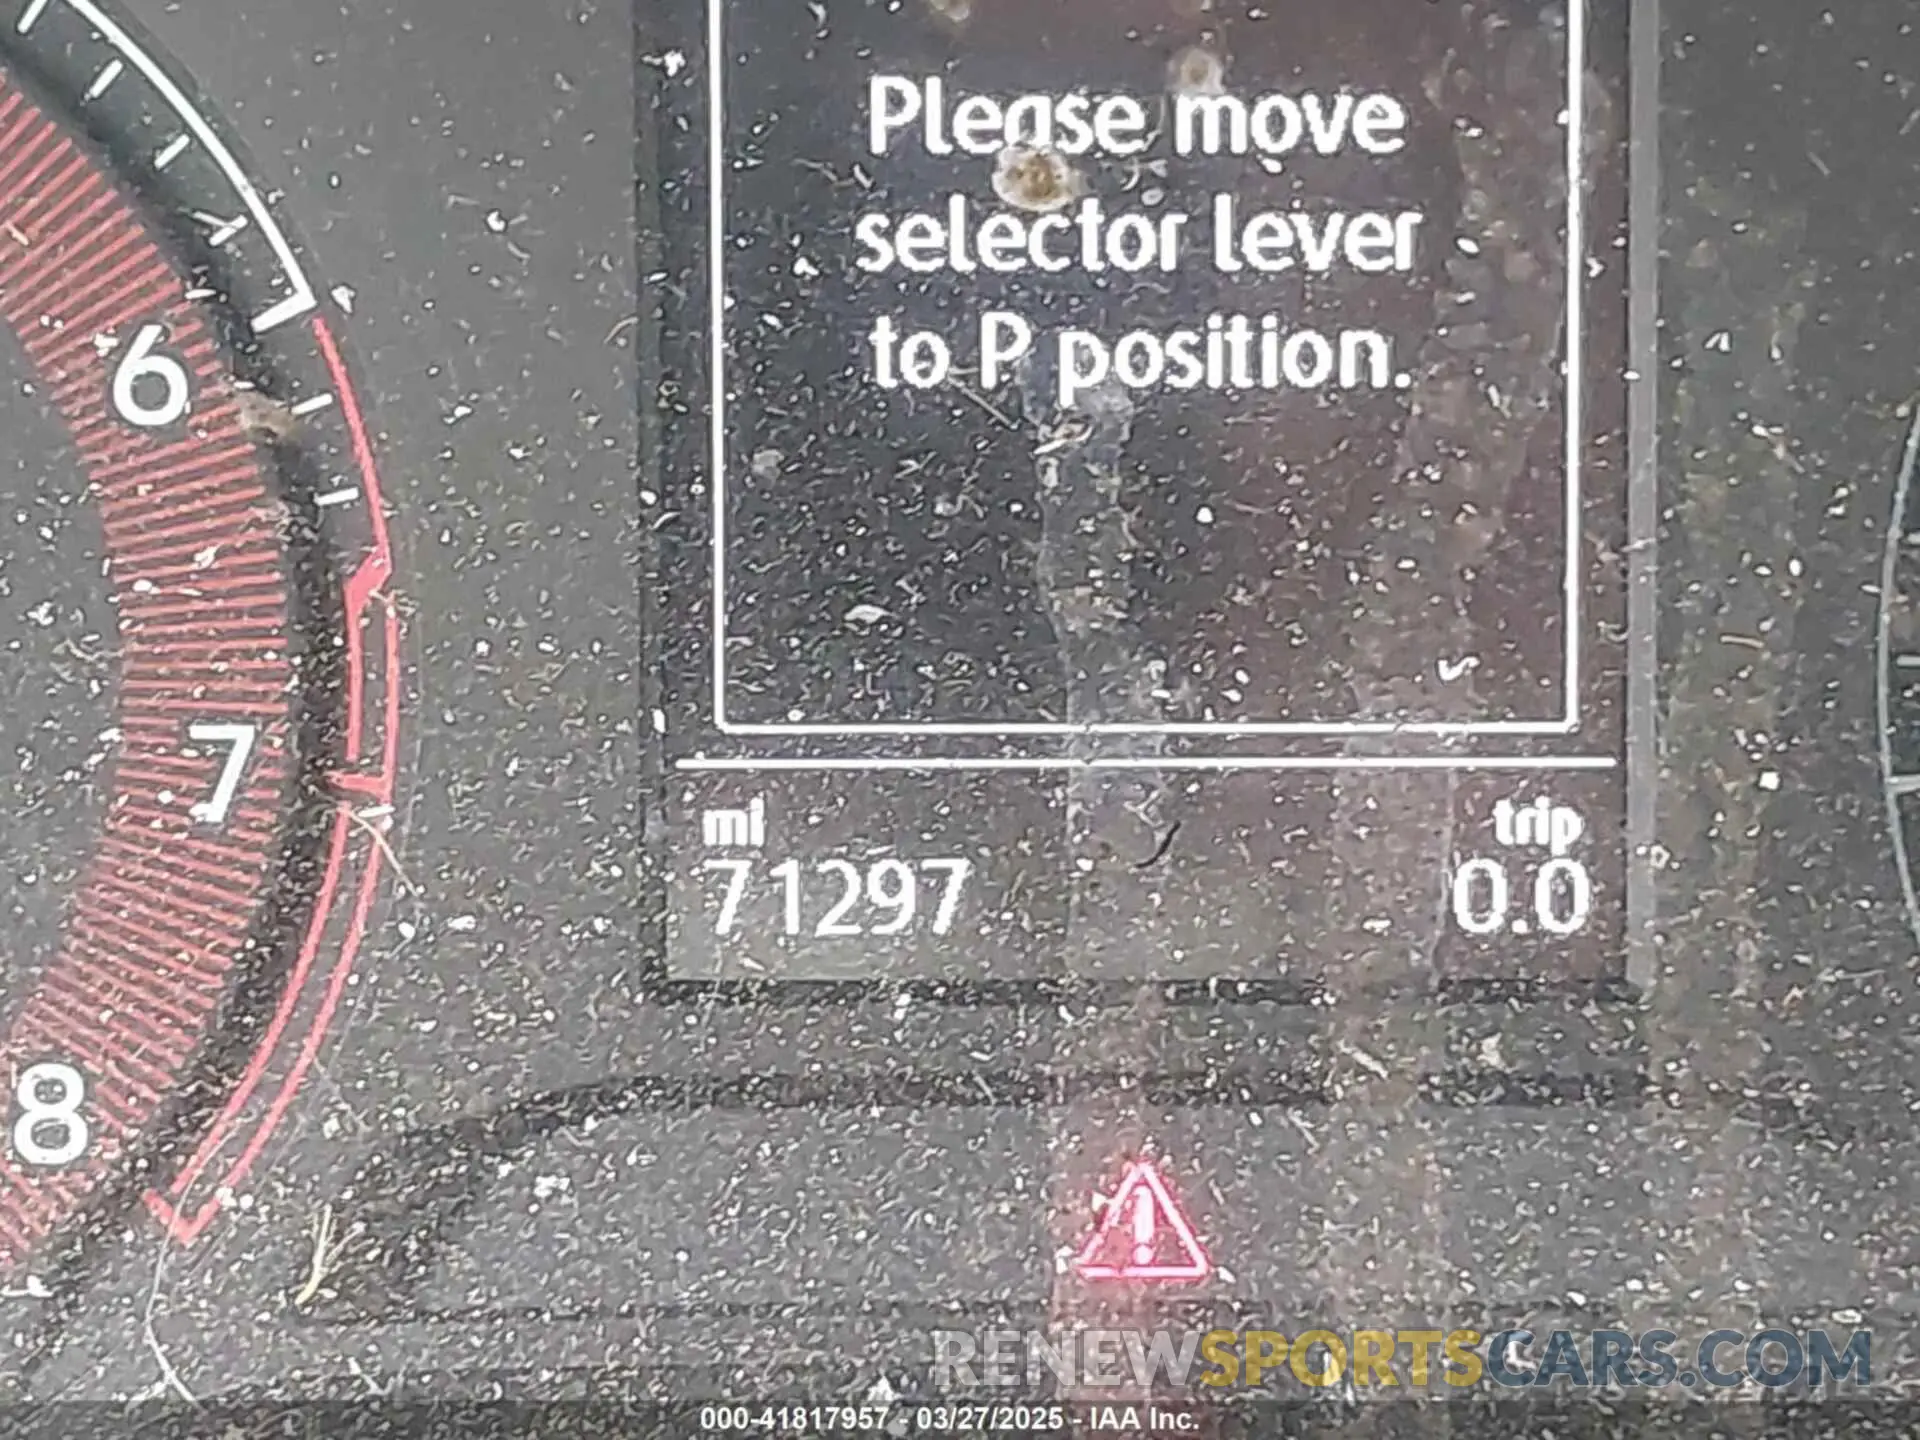 Please move
selector lever
to P position.
6
7
8
mi
trip
71297
0.0
RENEWSPORTSCARS.COM
000-41817957 - 03/27/2025 - IAA Inc.